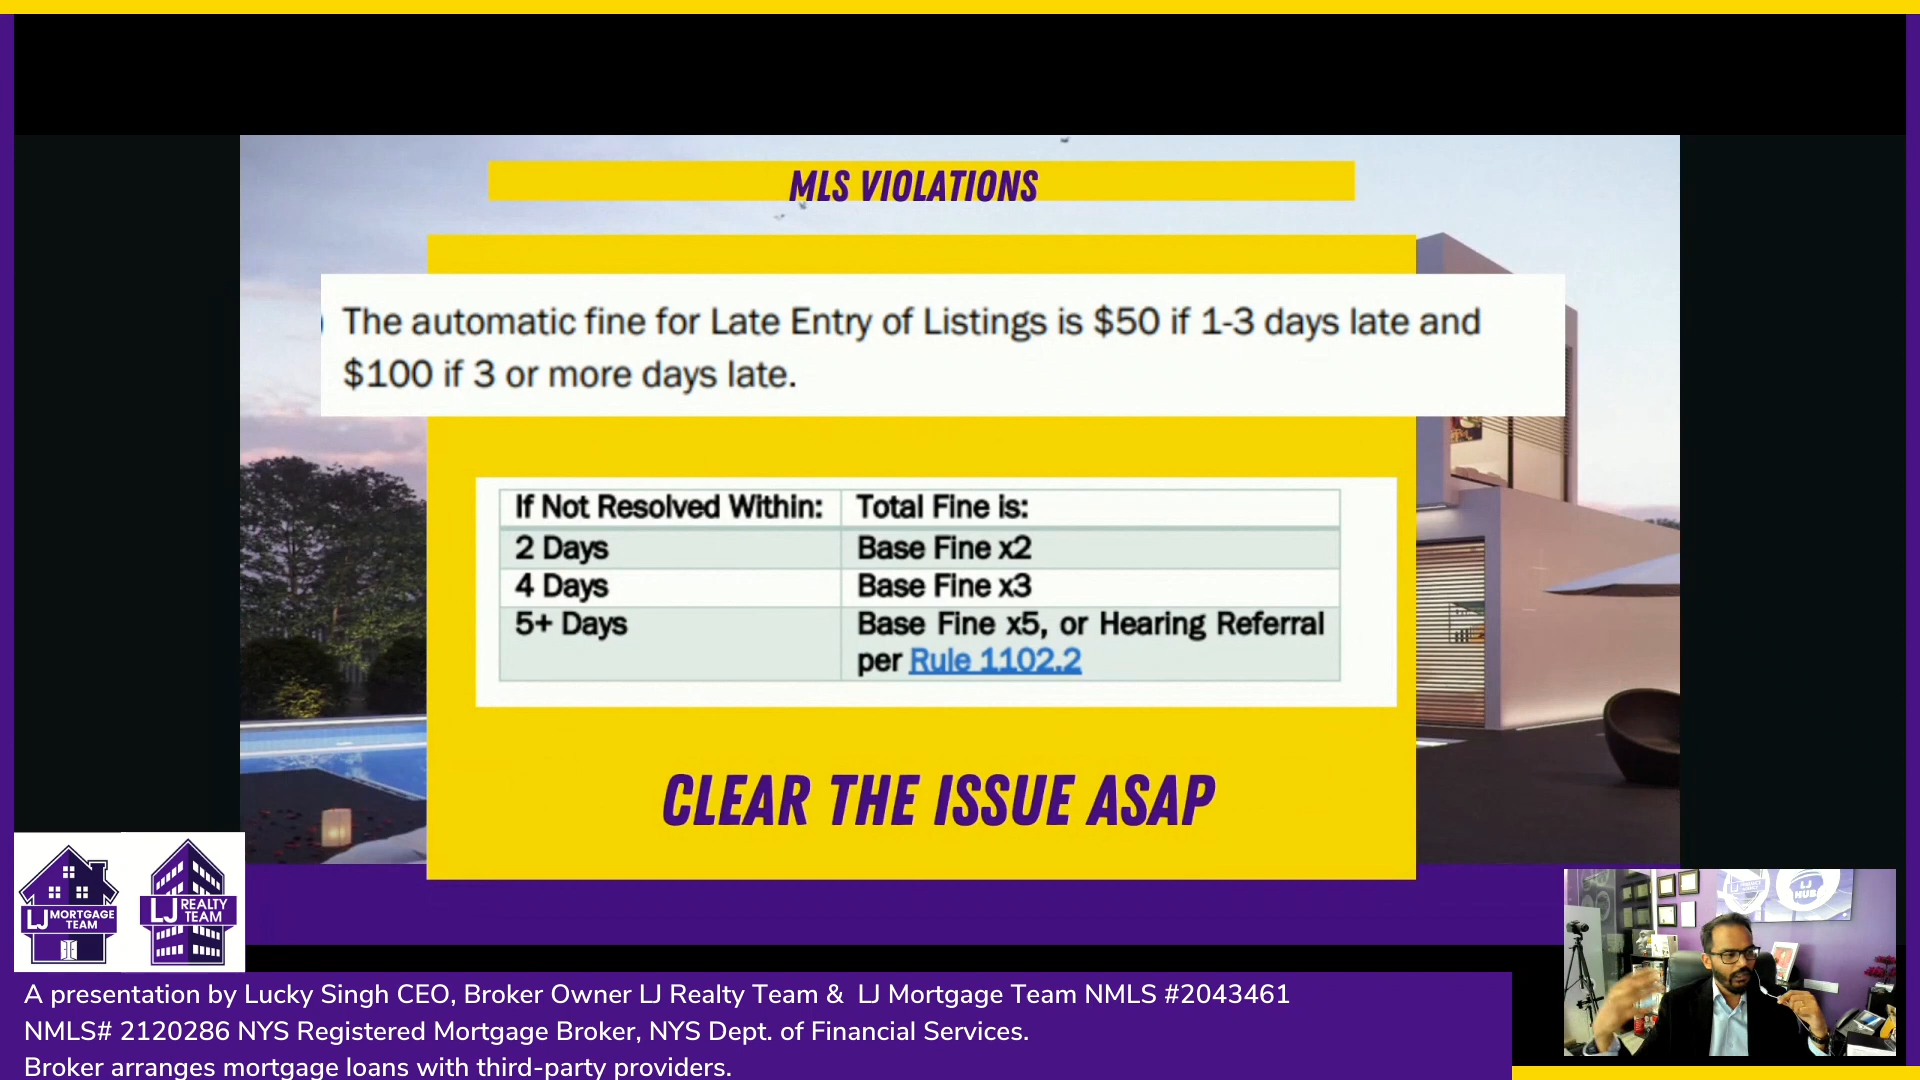 MLS VIOLATIONS
The automatic fine for Late Entry of Listings is $50 if 1-3 days late and
$100 if 3 or more days late.
If Not Resolved Within: Total Fine is:
2 Days Base Fine x2
4 Days Base Fine x3
5+ Days Base Fine x5, or Hearing Referral
per Rule 1102.2
CLEAR THE ISSUE ASAP
LJ MORTGAGE
TEAM
LJ REALTY
TEAM
LJ
HUB
A presentation by Lucky Singh CEO, Broker Owner LJ Realty Team & LJ Mortgage Team NMLS #2043461
NMLS# 2120286 NYS Registered Mortgage Broker, NYS Dept. of Financial Services.
Broker arranges mortgage loans with third-party providers.